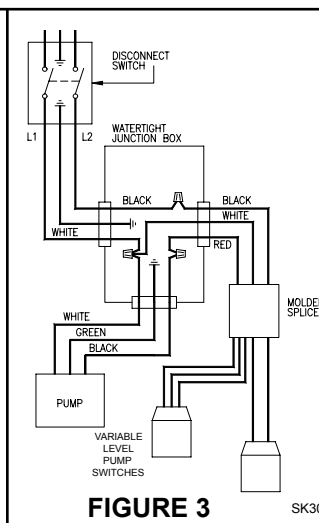 DISCONNECT
SWITCH
L1
L2
WATERTIGHT
JUNCTION BOX
BLACK
BLACK
WHITE
WHITE
RED
MOLDED
SPLICE
WHITE
GREEN
BLACK
PUMP
VARIABLE
LEVEL
PUMP
SWITCHES
FIGURE 3
SK30